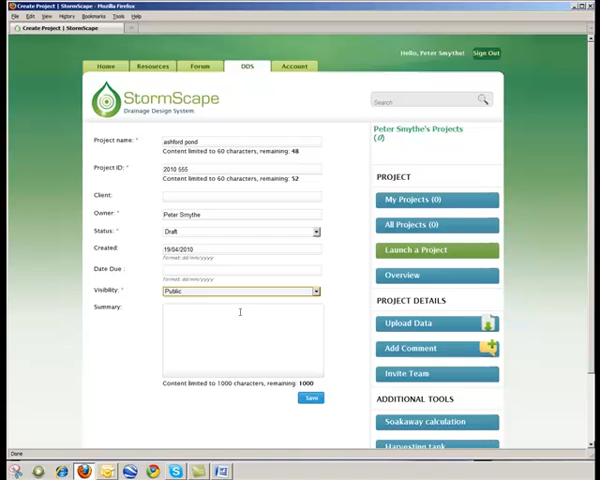 Create Project | StormScape - Mozilla Firefox
File Edit View History Bookmarks Tools Help
Create Project | StormScape
Hello, Peter Smythe! Sign Out
Home Resources Forum DDS Account
StormScape
Drainage Design System
Search
Peter Smythe's Projects
(0)
Project name: * ashford pond
Content limited to 60 characters, remaining: 48
Project ID: * 2010 555
Content limited to 60 characters, remaining: 52
Client:
Owner: * Peter Smythe
Status: * Draft
Created: 19/04/2010
Format: dd/mm/yyyy
Date Due :
Format: dd/mm/yyyy
Visibility: * Public
Summary:
Content limited to 1000 characters, remaining: 1000
Save
PROJECT
My Projects (0)
All Projects (0)
Launch a Project
Overview
PROJECT DETAILS
Upload Data
Add Comment
Invite Team
ADDITIONAL TOOLS
Soakaway calculation
Harvesting tank
Done